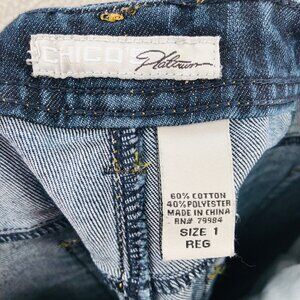 CHICO'S Platinum
60% COTTON
40% POLYESTER
MADE IN CHINA
RN# 79984
SIZE 1
REG